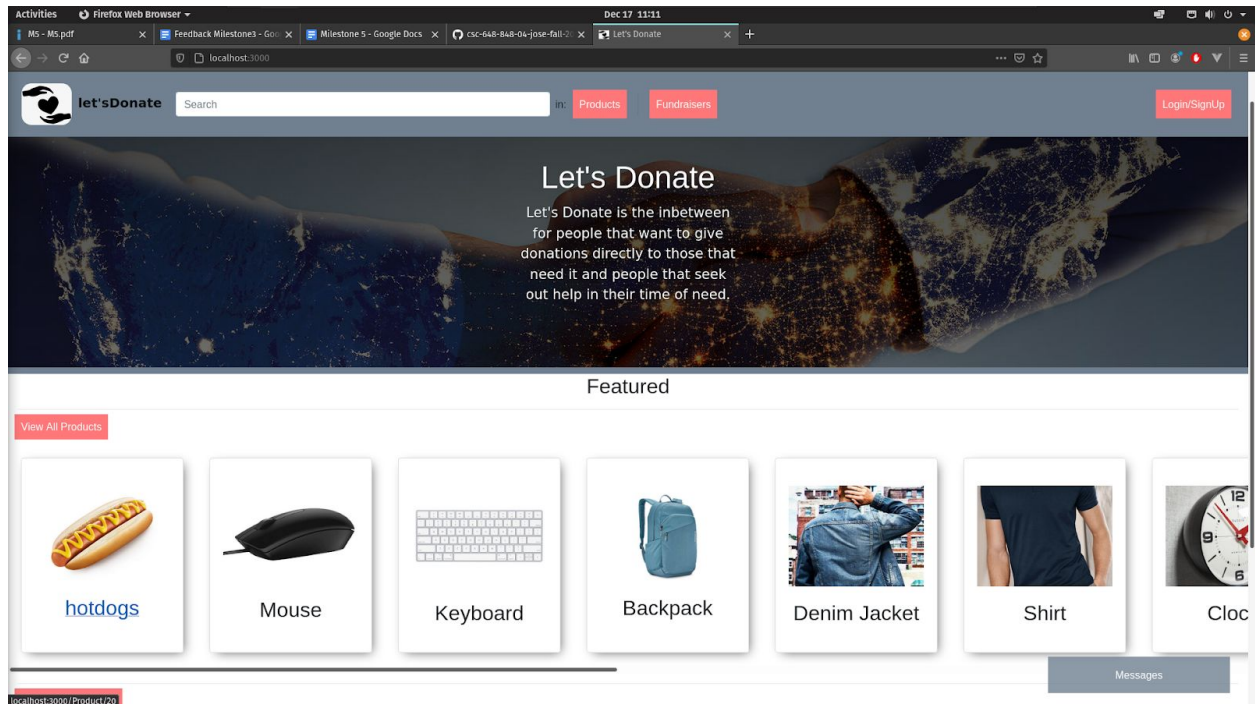 Activities Firefox Web Browser Dec 17 11:11
M5 - M5.pdf Feedback Milestone3 - Goo Milestone 5 - Google Docs csc-648-848-04-jose-fall-20 Let's Donate
localhost:3000
let'sDonate Search in: Products Fundraisers Login/SignUp
Let's Donate
Let's Donate is the inbetween
for people that want to give
donations directly to those that
need it and people that seek
out help in their time of need.
Featured
View All Products
12
9
6
hotdogs Mouse Keyboard Backpack Denim Jacket Shirt Cloc
Messages
localhost:3000/Product/20